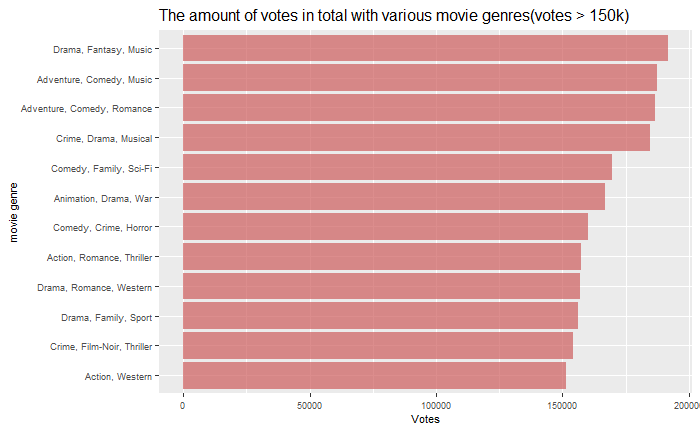 The amount of votes in total with various movie genres(votes > 150k)
Drama, Fantasy, Music
Adventure, Comedy, Music
Adventure, Comedy, Romance
Crime, Drama, Musical
Comedy, Family, Sci-Fi
Animation, Drama, War
Comedy, Crime, Horror
Action, Romance, Thriller
Drama, Romance, Western
Drama, Family, Sport
Crime, Film-Noir, Thriller
Action, Western
movie genre
0 50000 100000 150000 200000
Votes